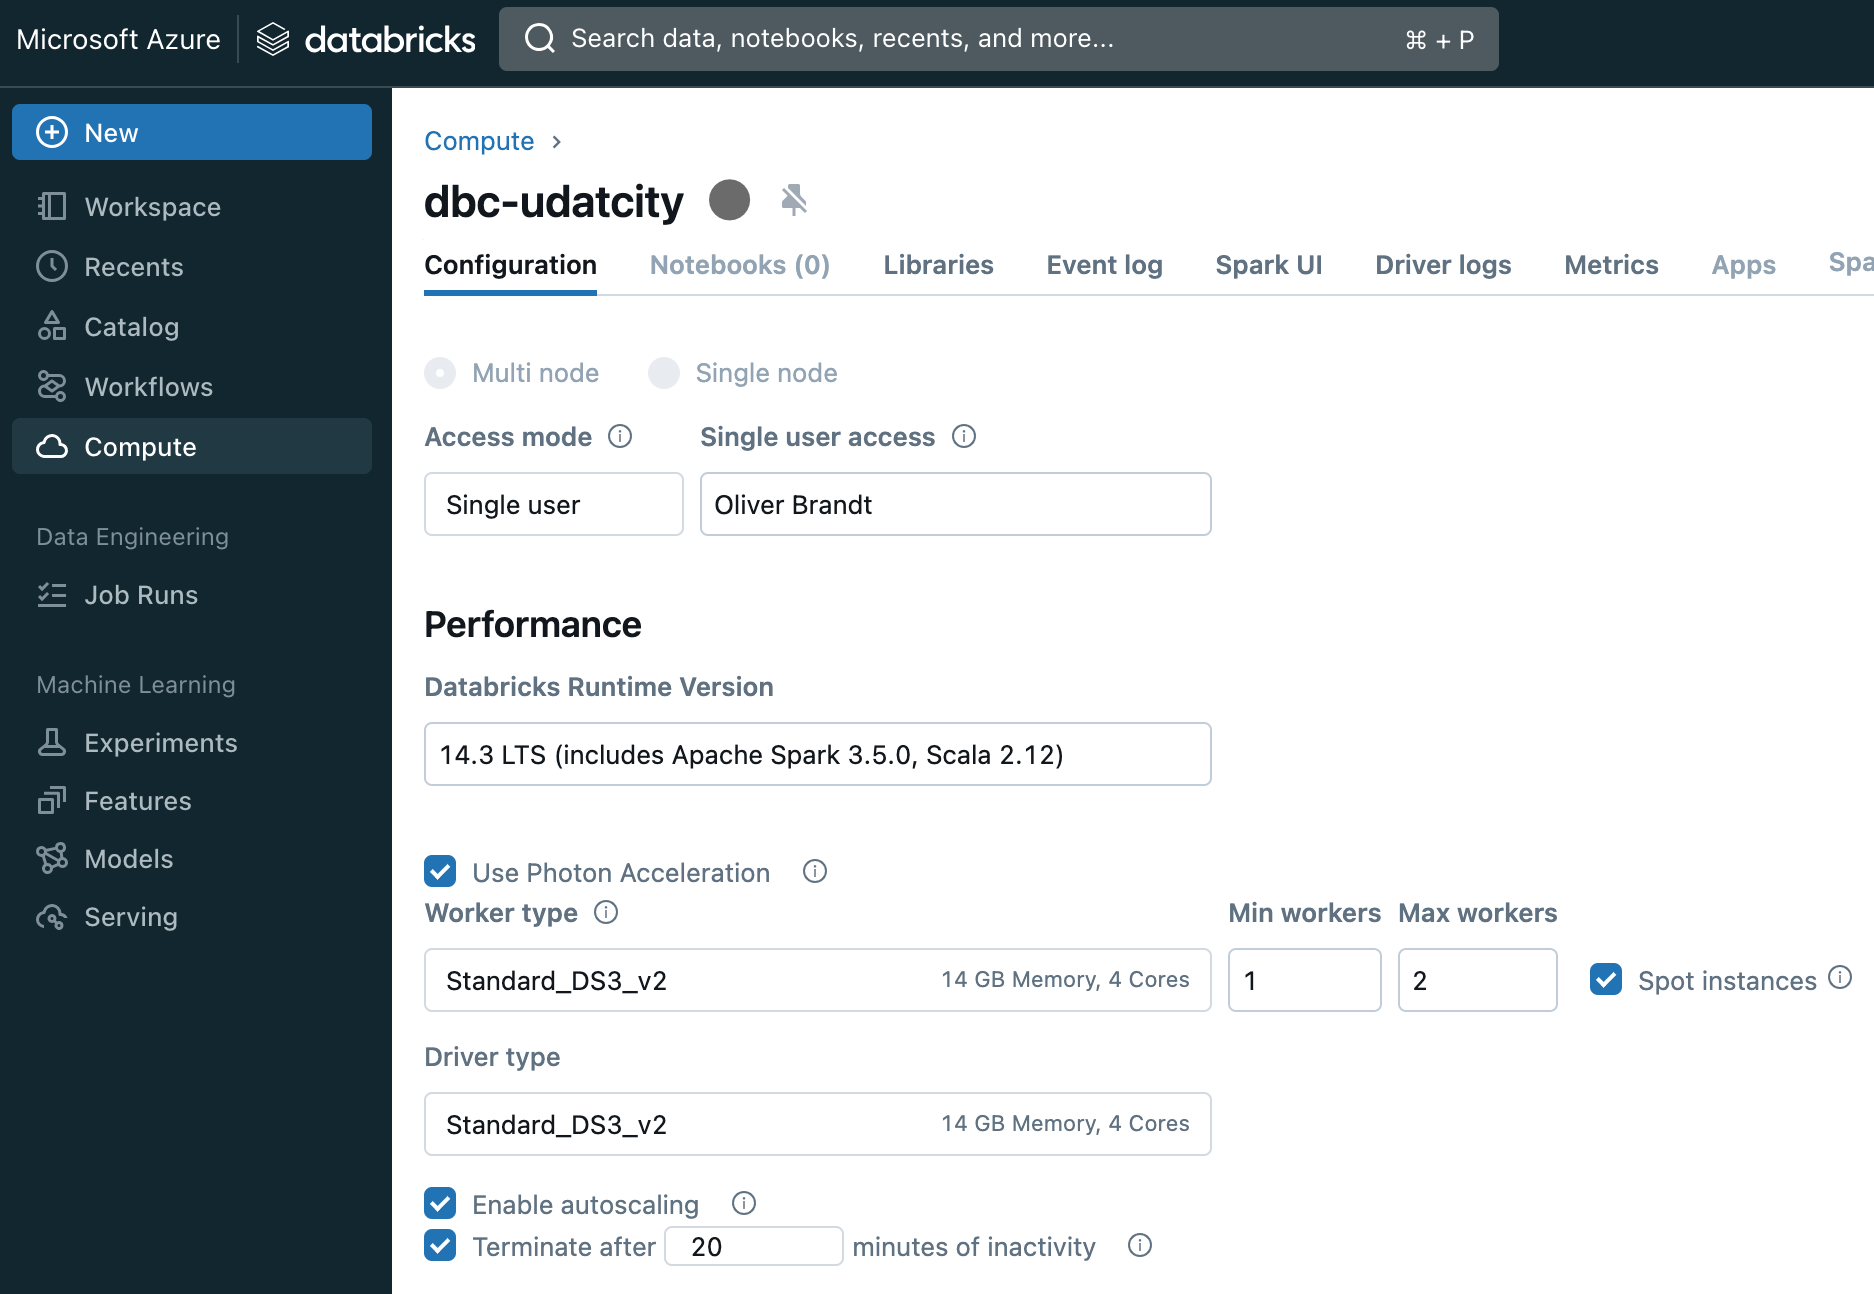 Microsoft Azure databricks Search data, notebooks, recents, and more... ⌘ + P
New
Workspace
Recents
Catalog
Workflows
Compute
Data Engineering
Job Runs
Machine Learning
Experiments
Features
Models
Serving
Compute >
dbc-udatcity
Configuration Notebooks (0) Libraries Event log Spark UI Driver logs Metrics Apps Spa
Multi node Single node
Access mode Single user access
Single user Oliver Brandt
Performance
Databricks Runtime Version
14.3 LTS (includes Apache Spark 3.5.0, Scala 2.12)
Use Photon Acceleration
Worker type Min workers Max workers
Standard_DS3_v2 14 GB Memory, 4 Cores 1 2 Spot instances
Driver type
Standard_DS3_v2 14 GB Memory, 4 Cores
Enable autoscaling
Terminate after 20 minutes of inactivity